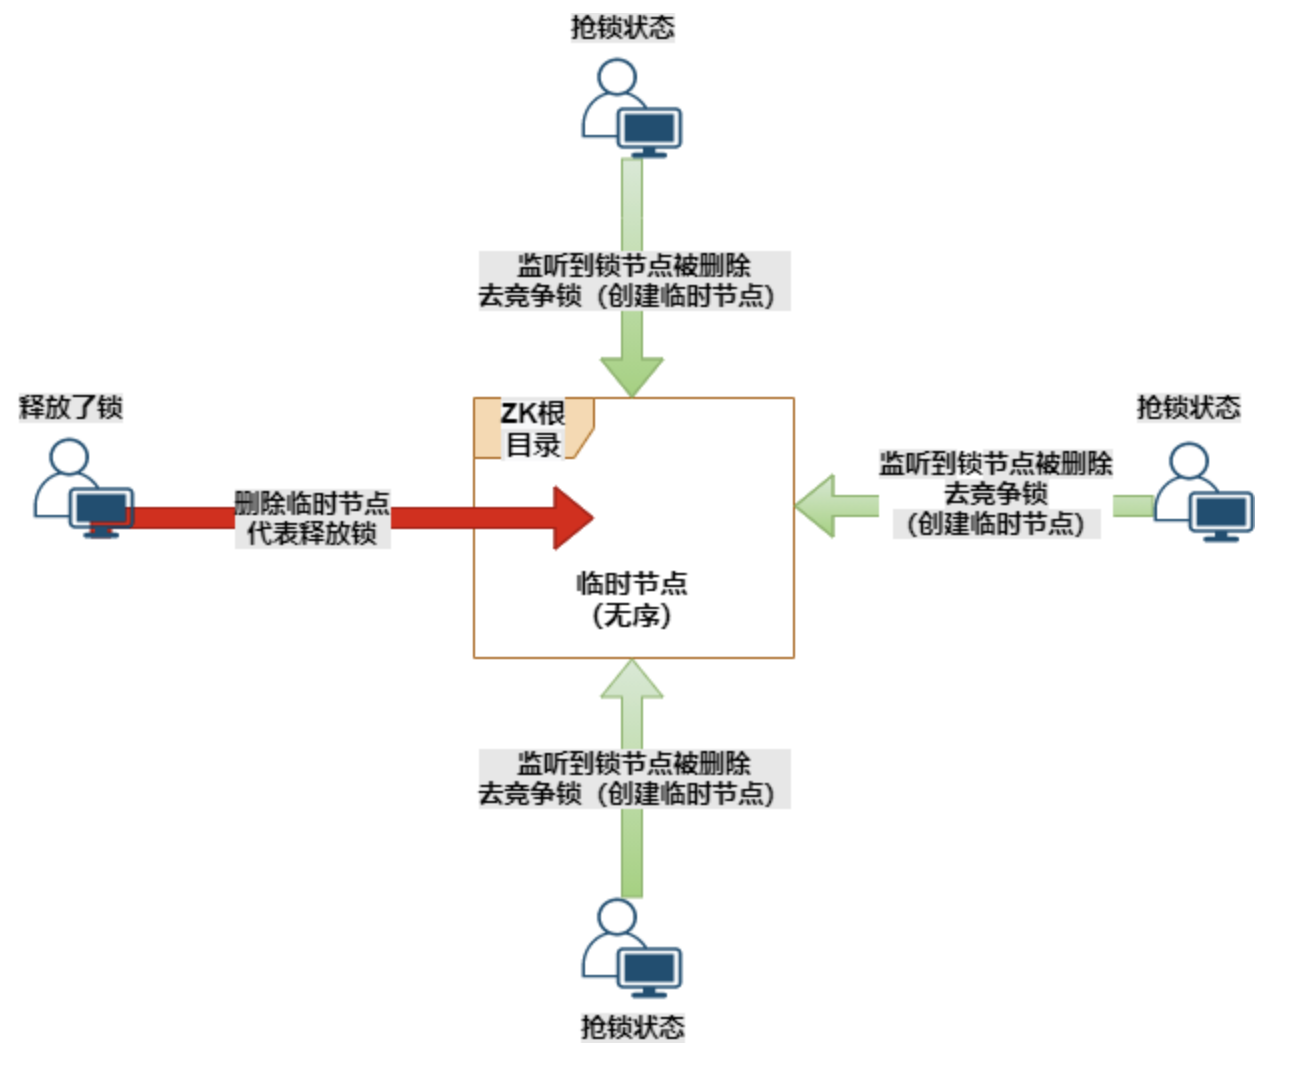 抢锁状态
监听到锁节点被删除
去竞争锁（创建临时节点）
释放了锁
删除临时节点
代表释放锁
ZK根
目录
临时节点
（无序）
抢锁状态
监听到锁节点被删除
去竞争锁
（创建临时节点）
监听到锁节点被删除
去竞争锁（创建临时节点）
抢锁状态